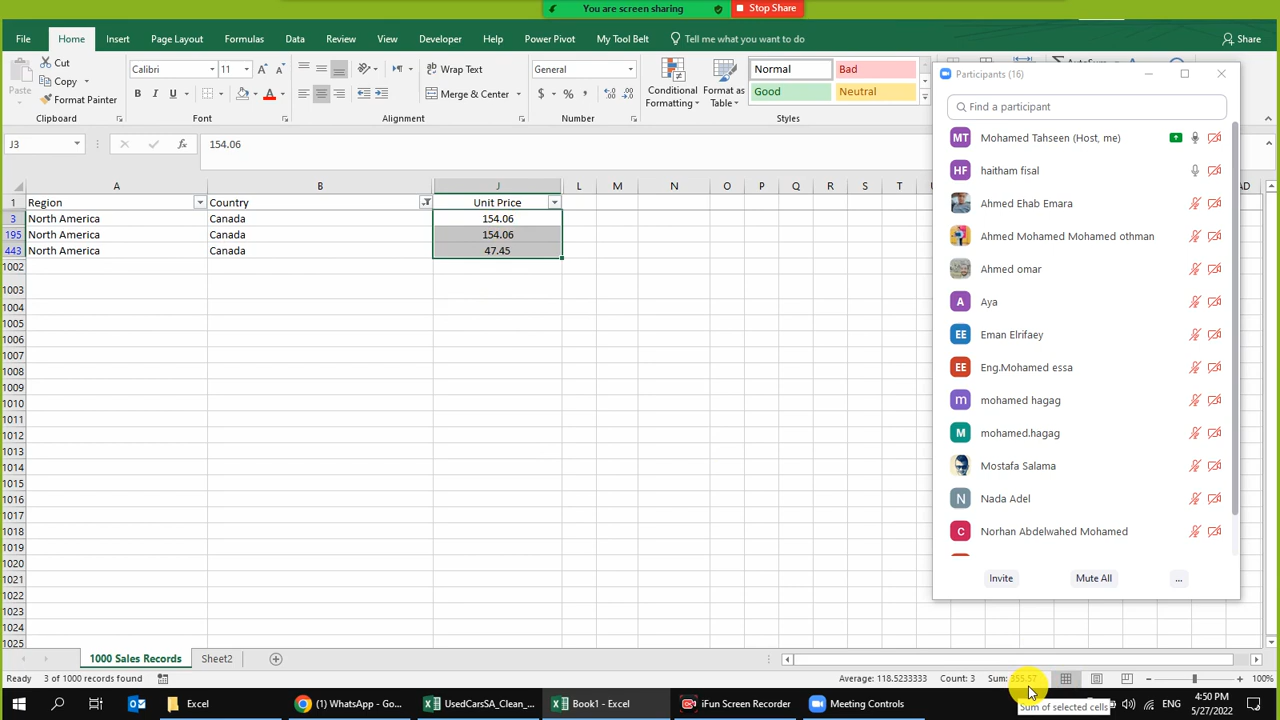 You are screen sharing Stop Share
File Home Insert Page Layout Formulas Data Review View Developer Help Power Pivot My Tool Belt Tell me what you want to do Share
Cut
Copy
Format Painter
Paste
Clipboard
Calibri 11
B I U A
Font
Wrap Text
Merge & Center
Alignment
General
$ % ,
Number
Conditional Formatting
Format as Table
Normal Bad
Good Neutral
Styles
J3 fx 154.06
A B J L M N O P Q R S T
1 Region Country Unit Price
3 North America Canada 154.06
195 North America Canada 154.06
443 North America Canada 47.45
1002
1003
1004
1005
1006
1007
1008
1009
1010
1011
1012
1013
1014
1015
1016
1017
1018
1019
1020
1021
1022
1023
1024
1025
Participants (16)
Find a participant
MT Mohamed Tahseen (Host, me)
HF haitham fisal
Ahmed Ehab Emara
Ahmed Mohamed Mohamed othman
Ahmed omar
A Aya
EE Eman Elrifaey
EE Eng.Mohamed essa
m mohamed hagag
M mohamed.hagag
Mostafa Salama
N Nada Adel
C Norhan Abdelwahed Mohamed
Invite Mute All ...
1000 Sales Records Sheet2
Ready 3 of 1000 records found Average: 118.5233333 Count: 3 Sum: 355.57 100%
Sum of selected cells
Excel (1) WhatsApp - Go... UsedCarsSA_Clean_... Book1 - Excel iFun Screen Recorder Meeting Controls ENG 4:50 PM
5/27/2022